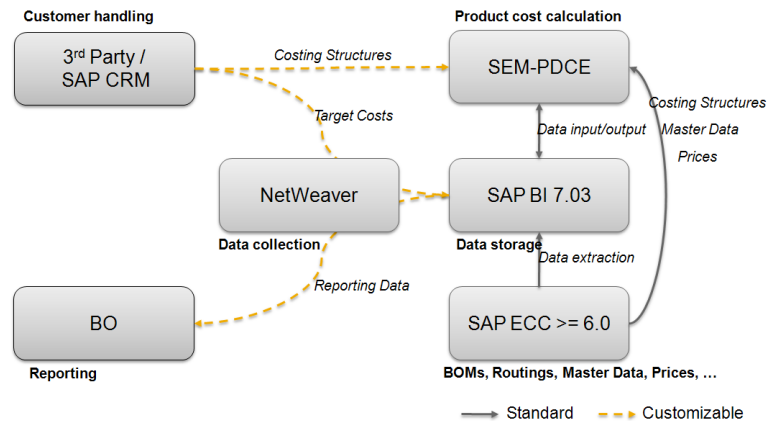 Customer handling
Product cost calculation
3rd Party /
SAP CRM
Costing Structures
SEM-PDCE
Costing Structures
Master Data
Prices
Target Costs
Data input/output
NetWeaver
SAP BI 7.03
Data collection
Data storage
Data extraction
Reporting Data
BO
SAP ECC >= 6.0
Reporting
BOMs, Routings, Master Data, Prices, …
Standard
Customizable